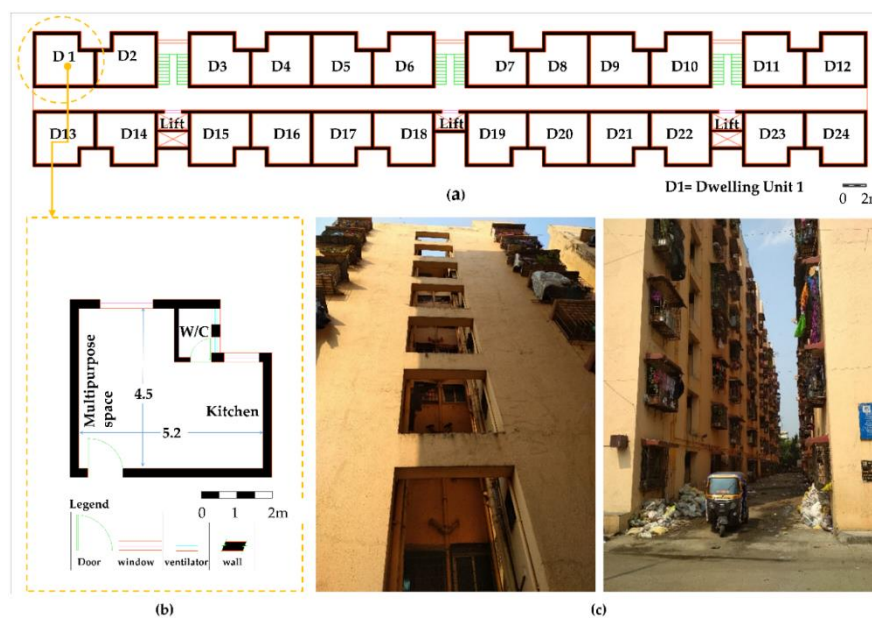 D 1 D2 D3 D4 D5 D6 D7 D8 D9 D10 D11 D12
Lift Lift Lift
D13 D14 D15 D16 D17 D18 D19 D20 D21 D22 D23 D24
D1= Dwelling Unit 1
0 2m
(a)
W/C
Multipurpose
space
4.5
Kitchen
5.2
Legend
0 1 2m
Door window ventilator wall
(b)
(c)